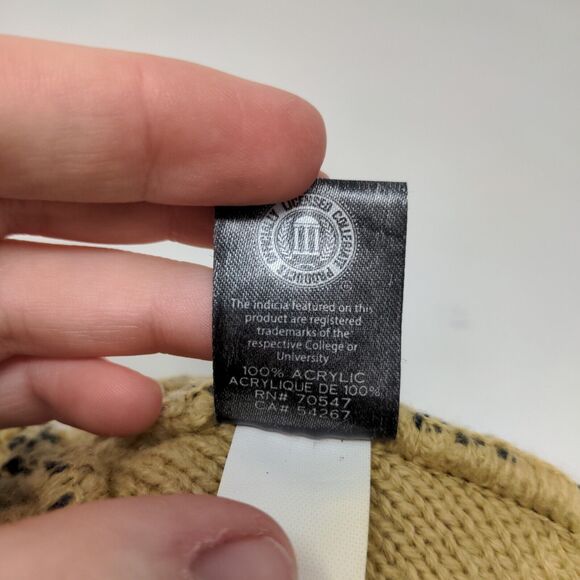 OFFICIALLY LICENSED COLLEGIATE PRODUCTS
The indicia featured on this
product are registered
trademarks of the
respective College or
University
100% ACRYLIC
ACRYLIQUE DE 100%
RN# 70547
CA# 54267